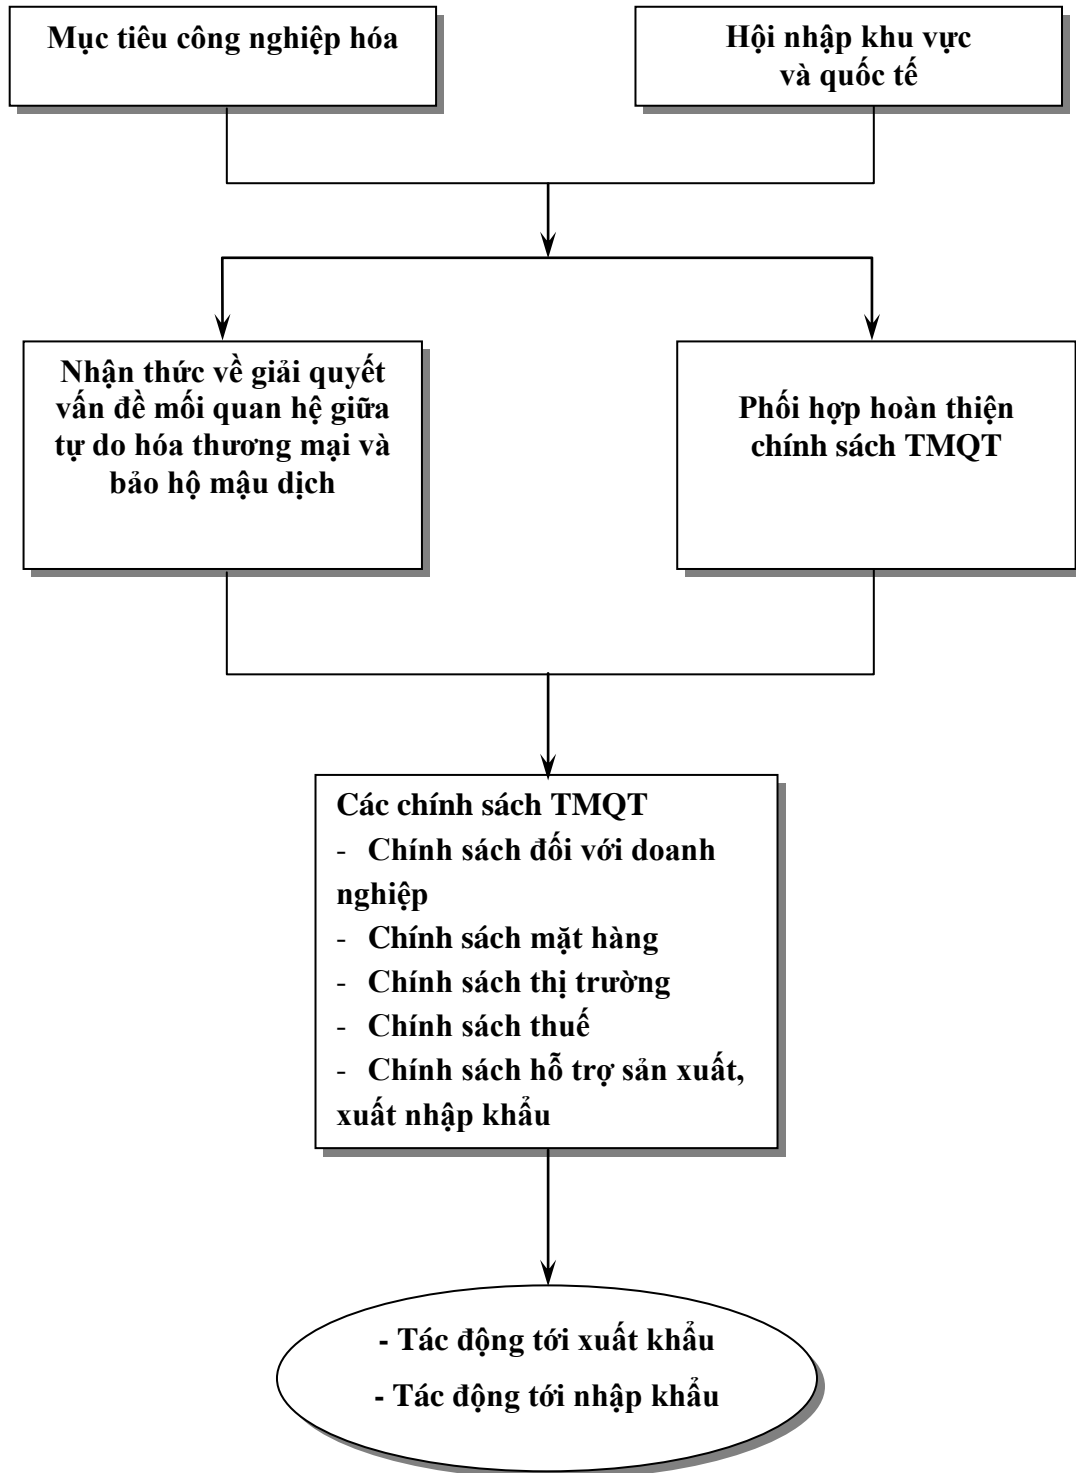 Mục tiêu công nghiệp hóa
Hội nhập khu vực
và quốc tế
Nhận thức về giải quyết
vấn đề mối quan hệ giữa
tự do hóa thương mại và
bảo hộ mậu dịch
Phối hợp hoàn thiện
chính sách TMQT
Các chính sách TMQT
- Chính sách đối với doanh
nghiệp
- Chính sách mặt hàng
- Chính sách thị trường
- Chính sách thuế
- Chính sách hỗ trợ sản xuất,
xuất nhập khẩu
- Tác động tới xuất khẩu
- Tác động tới nhập khẩu